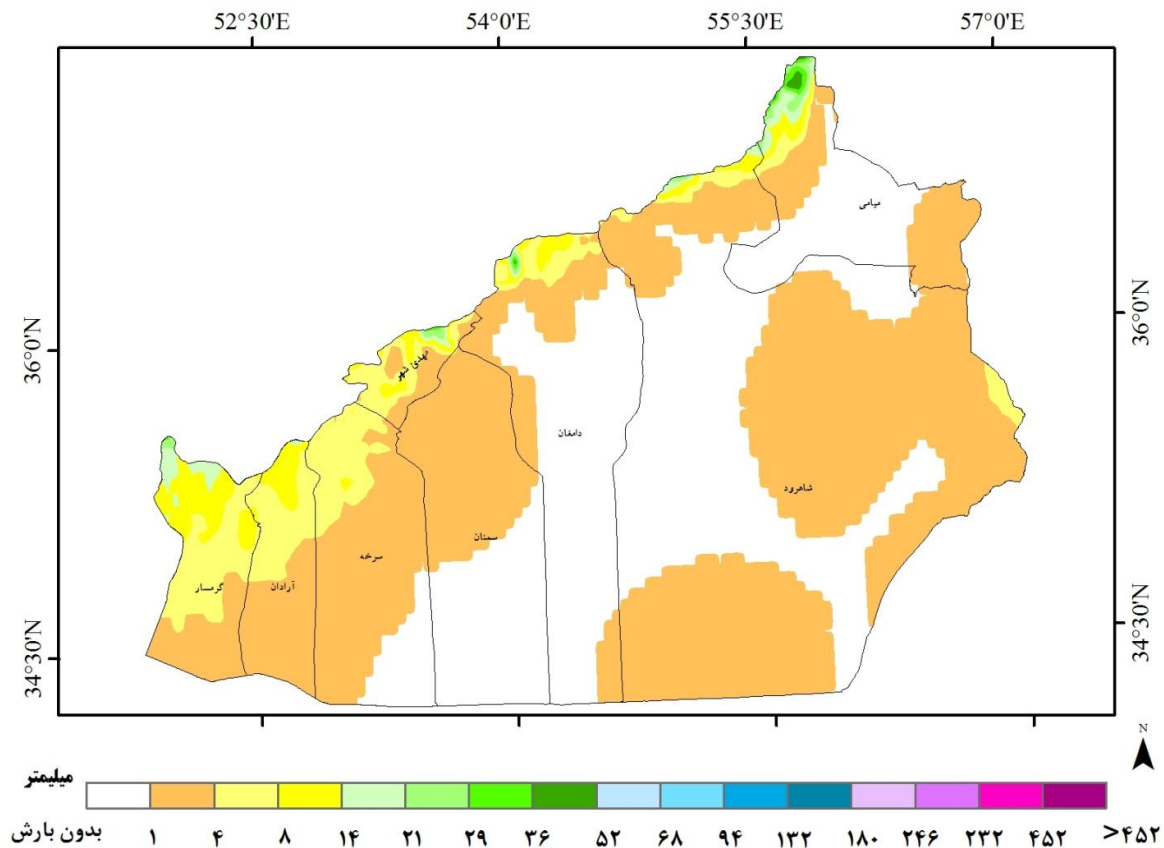 52°30'E 54°0'E 55°30'E 57°0'E
میامی
36°0'N 36°0'N
مهدی شهر
دامغان
شاهرود
سمنان
سرخه
آرادان
گرمسار
34°30'N 34°30'N
N
میلیمتر
بدون بارش ۱ ۴ ۸ ۱۴ ۲۱ ۲۹ ۳۶ ۵۲ ۶۸ ۹۴ ۱۳۲ ۱۸۰ ۲۴۶ ۲۳۲ ۴۵۲ >۴۵۲